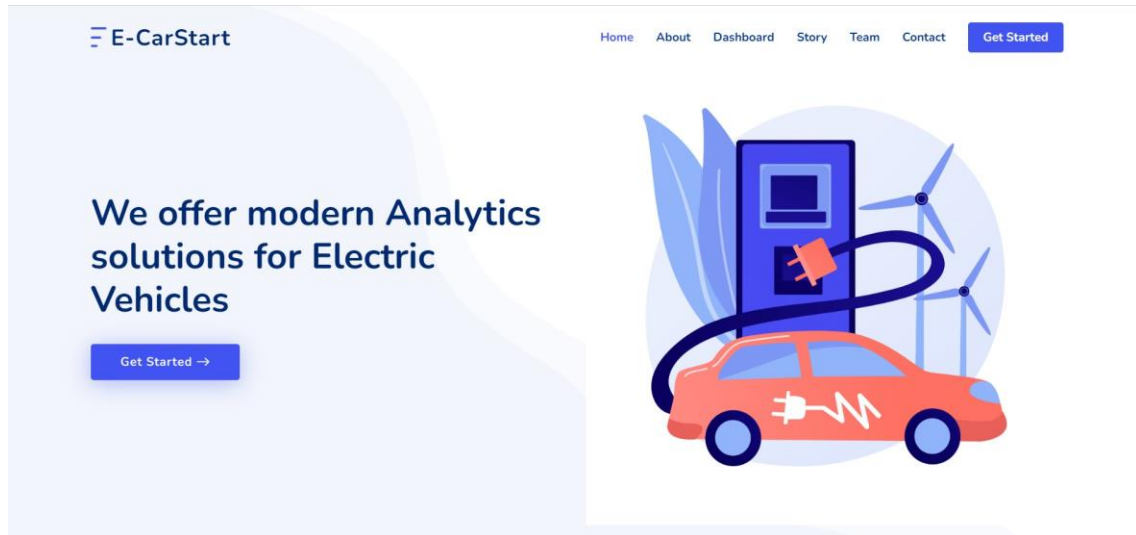 E-CarStart
Home About Dashboard Story Team Contact Get Started
We offer modern Analytics
solutions for Electric
Vehicles
Get Started →